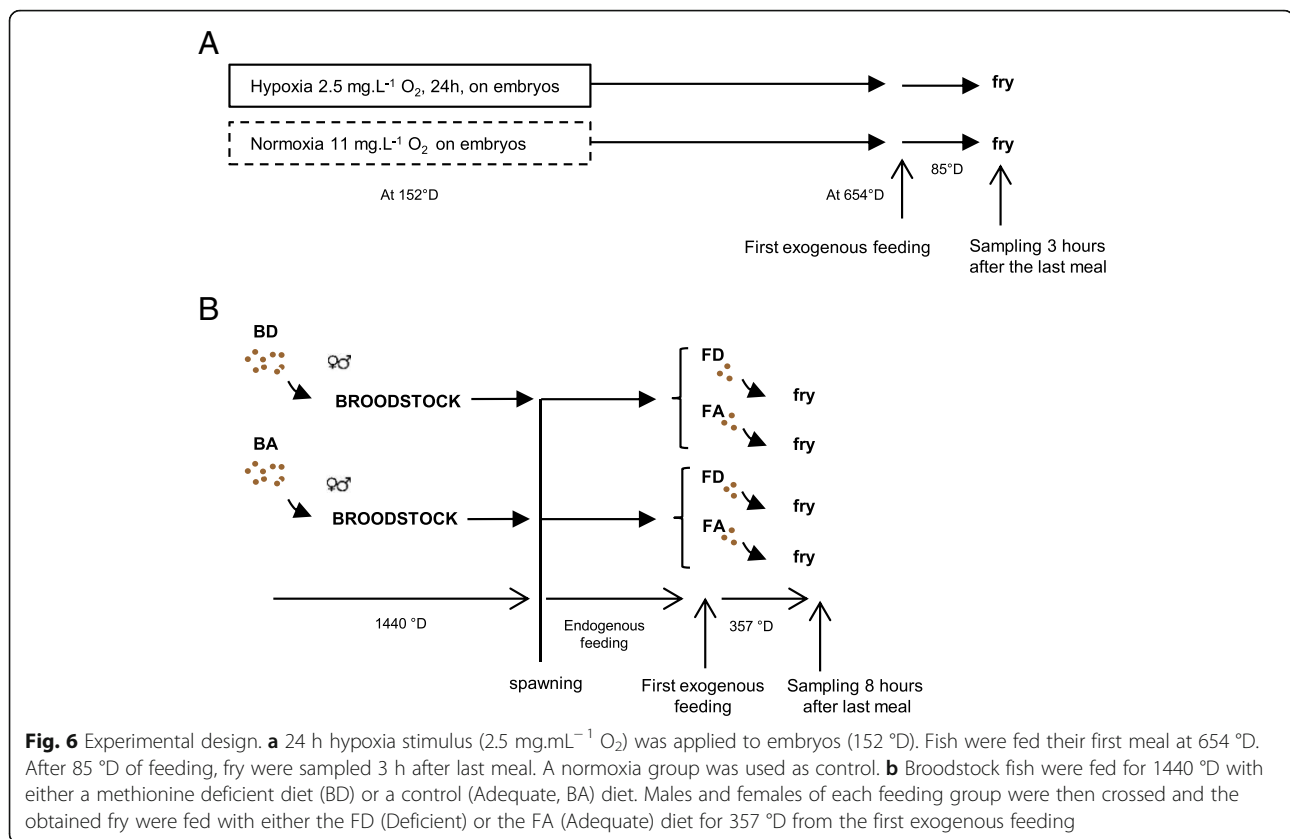 A
Hypoxia 2.5 mg.L-1 O2, 24h, on embryos
fry
Normoxia 11 mg.L-1 O2 on embryos
fry
At 152°D
At 654°D
85°D
First exogenous feeding
Sampling 3 hours
after the last meal
B
BD
♀♂
BROODSTOCK
FD
fry
FA
fry
BA
♀♂
BROODSTOCK
FD
fry
FA
fry
1440 °D
Endogenous
feeding
357 °D
spawning
First exogenous
feeding
Sampling 8 hours
after last meal
Fig. 6 Experimental design. a 24 h hypoxia stimulus (2.5 mg.mL− 1 O2) was applied to embryos (152 °D). Fish were fed their first meal at 654 °D.
After 85 °D of feeding, fry were sampled 3 h after last meal. A normoxia group was used as control. b Broodstock fish were fed for 1440 °D with
either a methionine deficient diet (BD) or a control (Adequate, BA) diet. Males and females of each feeding group were then crossed and the
obtained fry were fed with either the FD (Deficient) or the FA (Adequate) diet for 357 °D from the first exogenous feeding